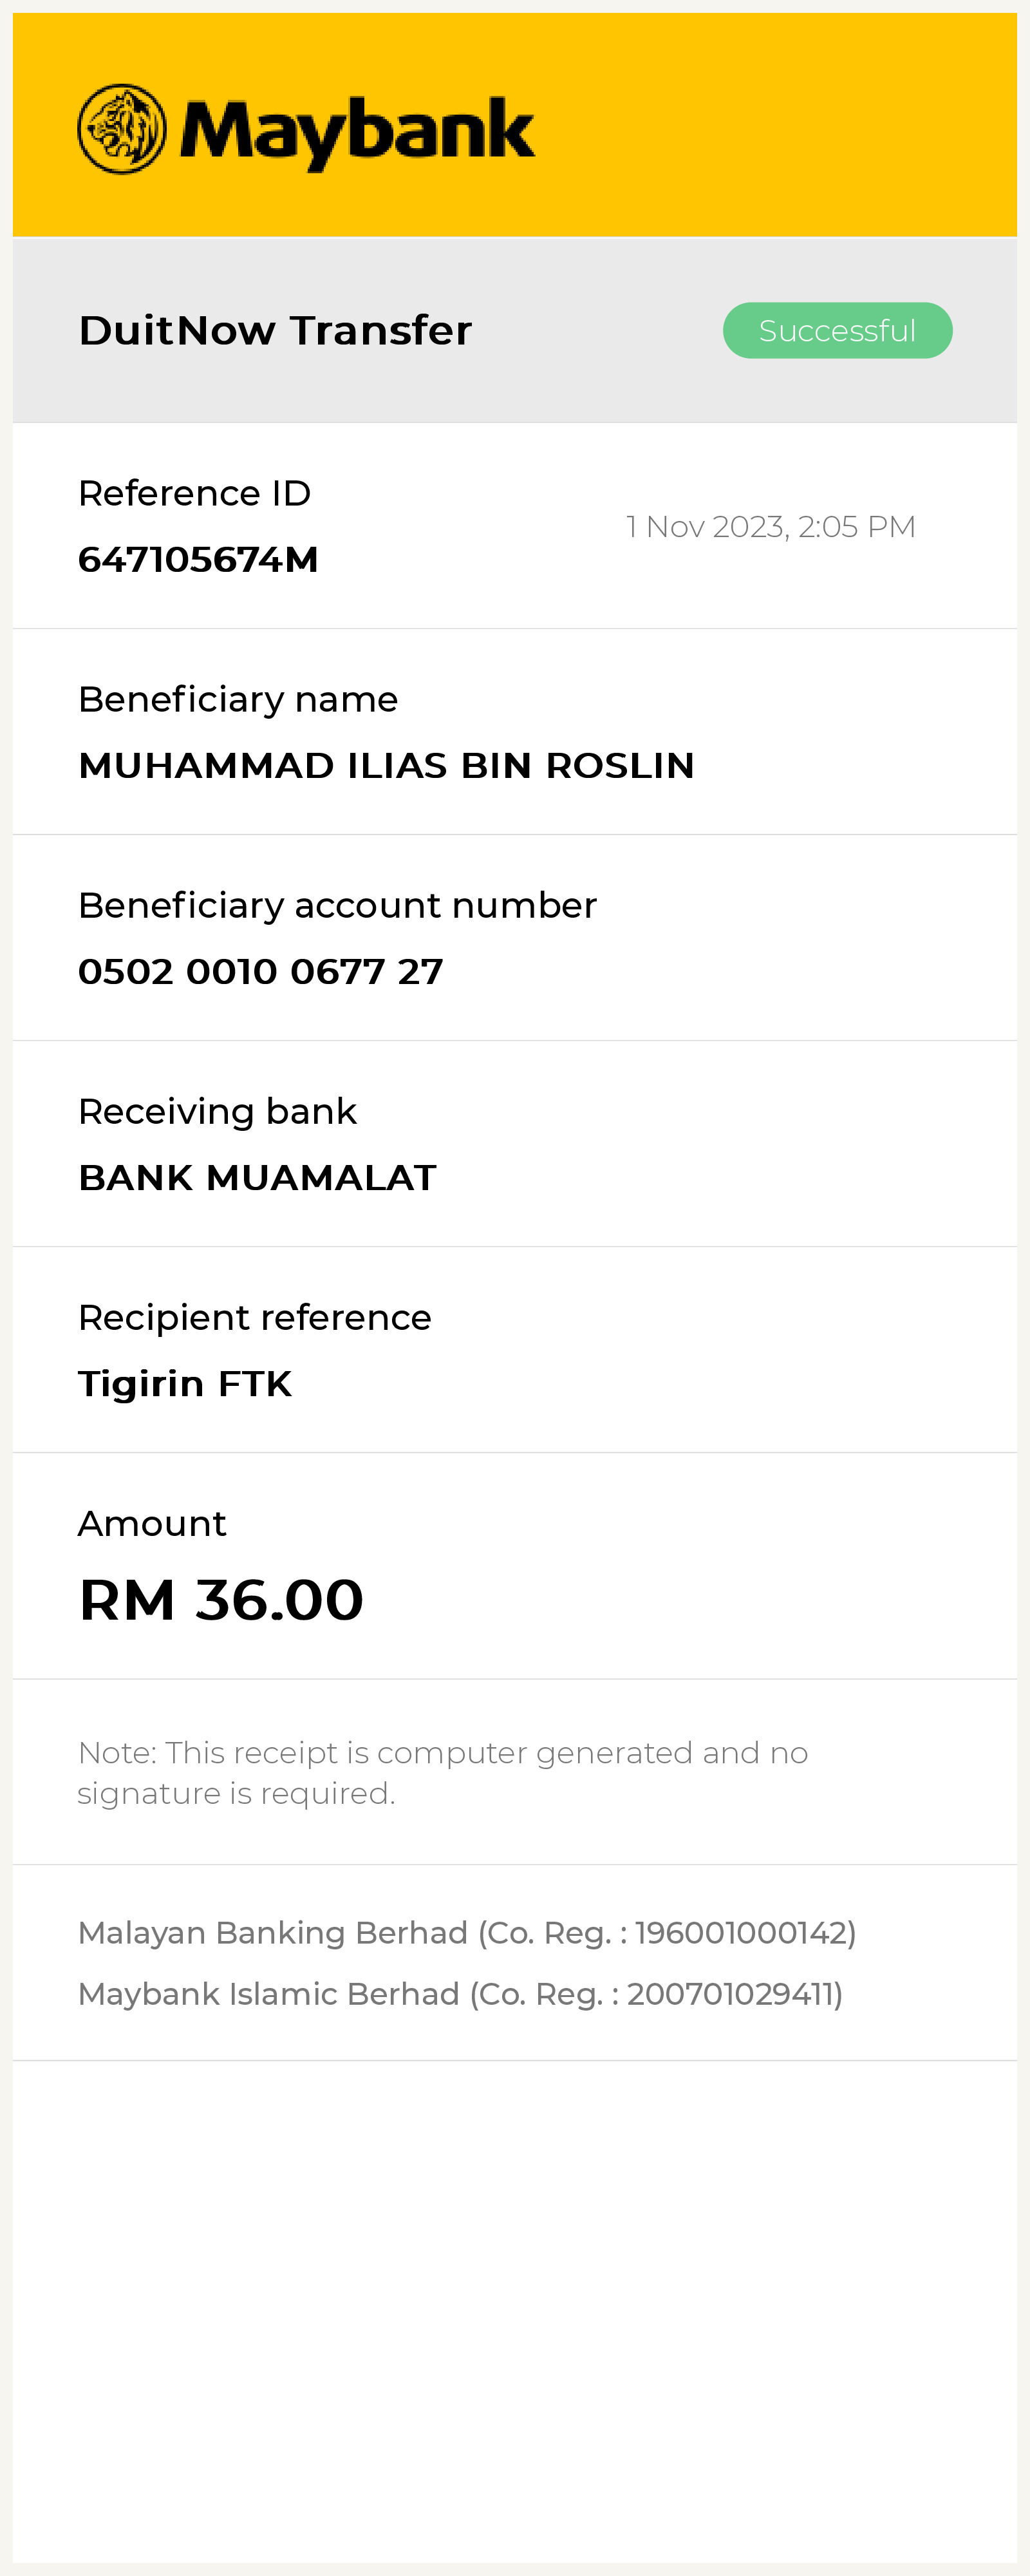 Maybank
DuitNow Transfer
Successful
Reference ID
647105674M
1 Nov 2023, 2:05 PM
Beneficiary name
MUHAMMAD ILIAS BIN ROSLIN
Beneficiary account number
0502 0010 0677 27
Receiving bank
BANK MUAMALAT
Recipient reference
Tigirin FTK
Amount
RM 36.00
Note: This receipt is computer generated and no
signature is required.
Malayan Banking Berhad (Co. Reg. : 196001000142)
Maybank Islamic Berhad (Co. Reg. : 200701029411)